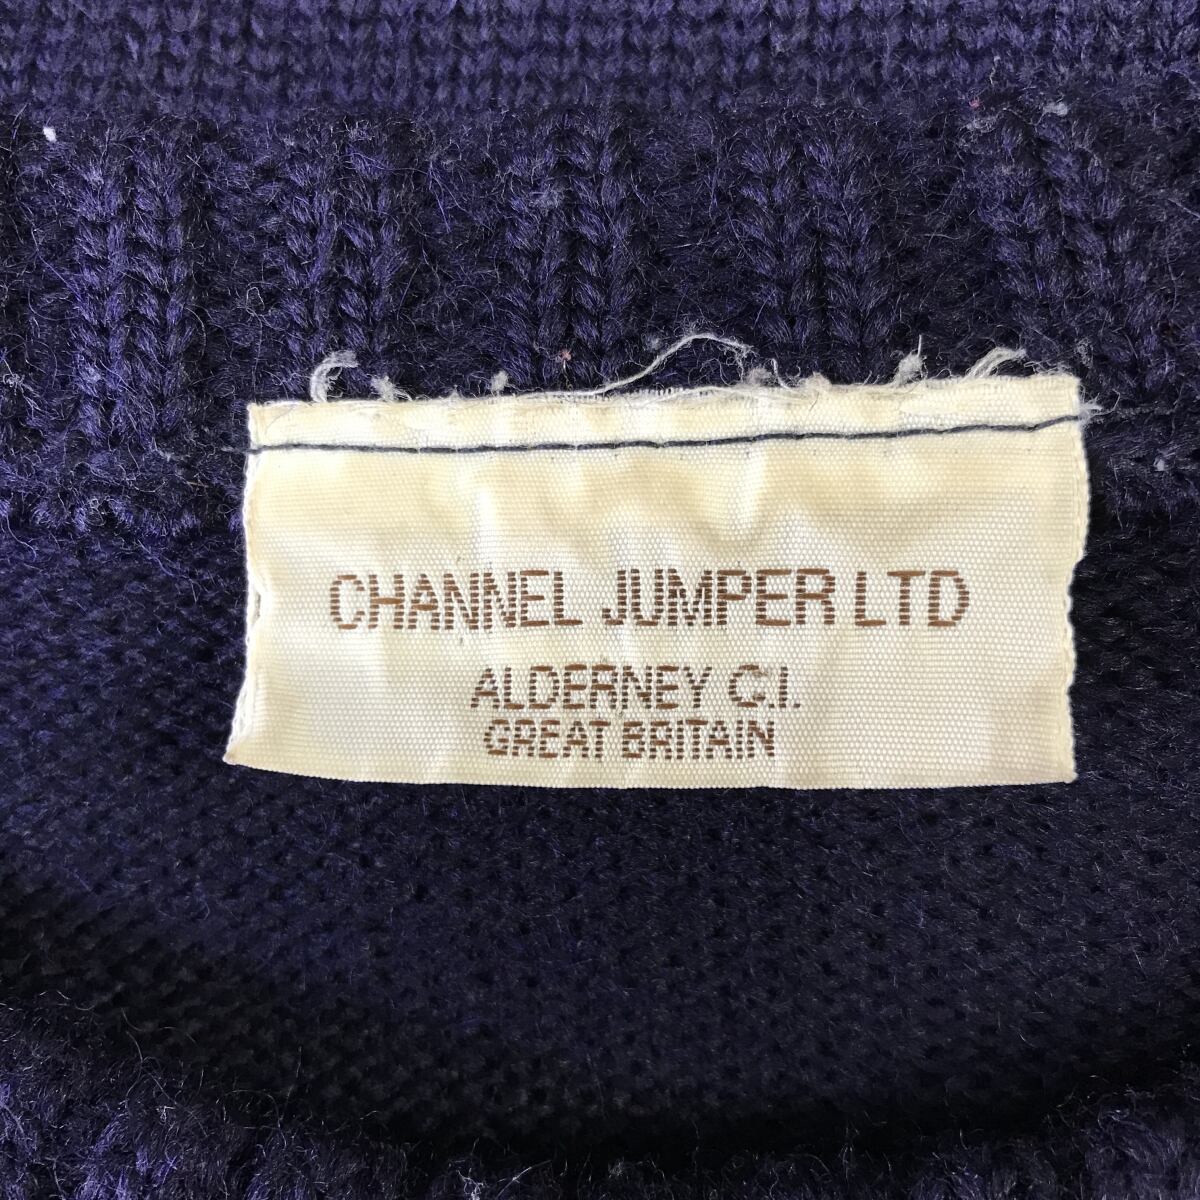 CHANNEL JUMPER LTD
ALDERNEY C.I.
GREAT BRITAIN